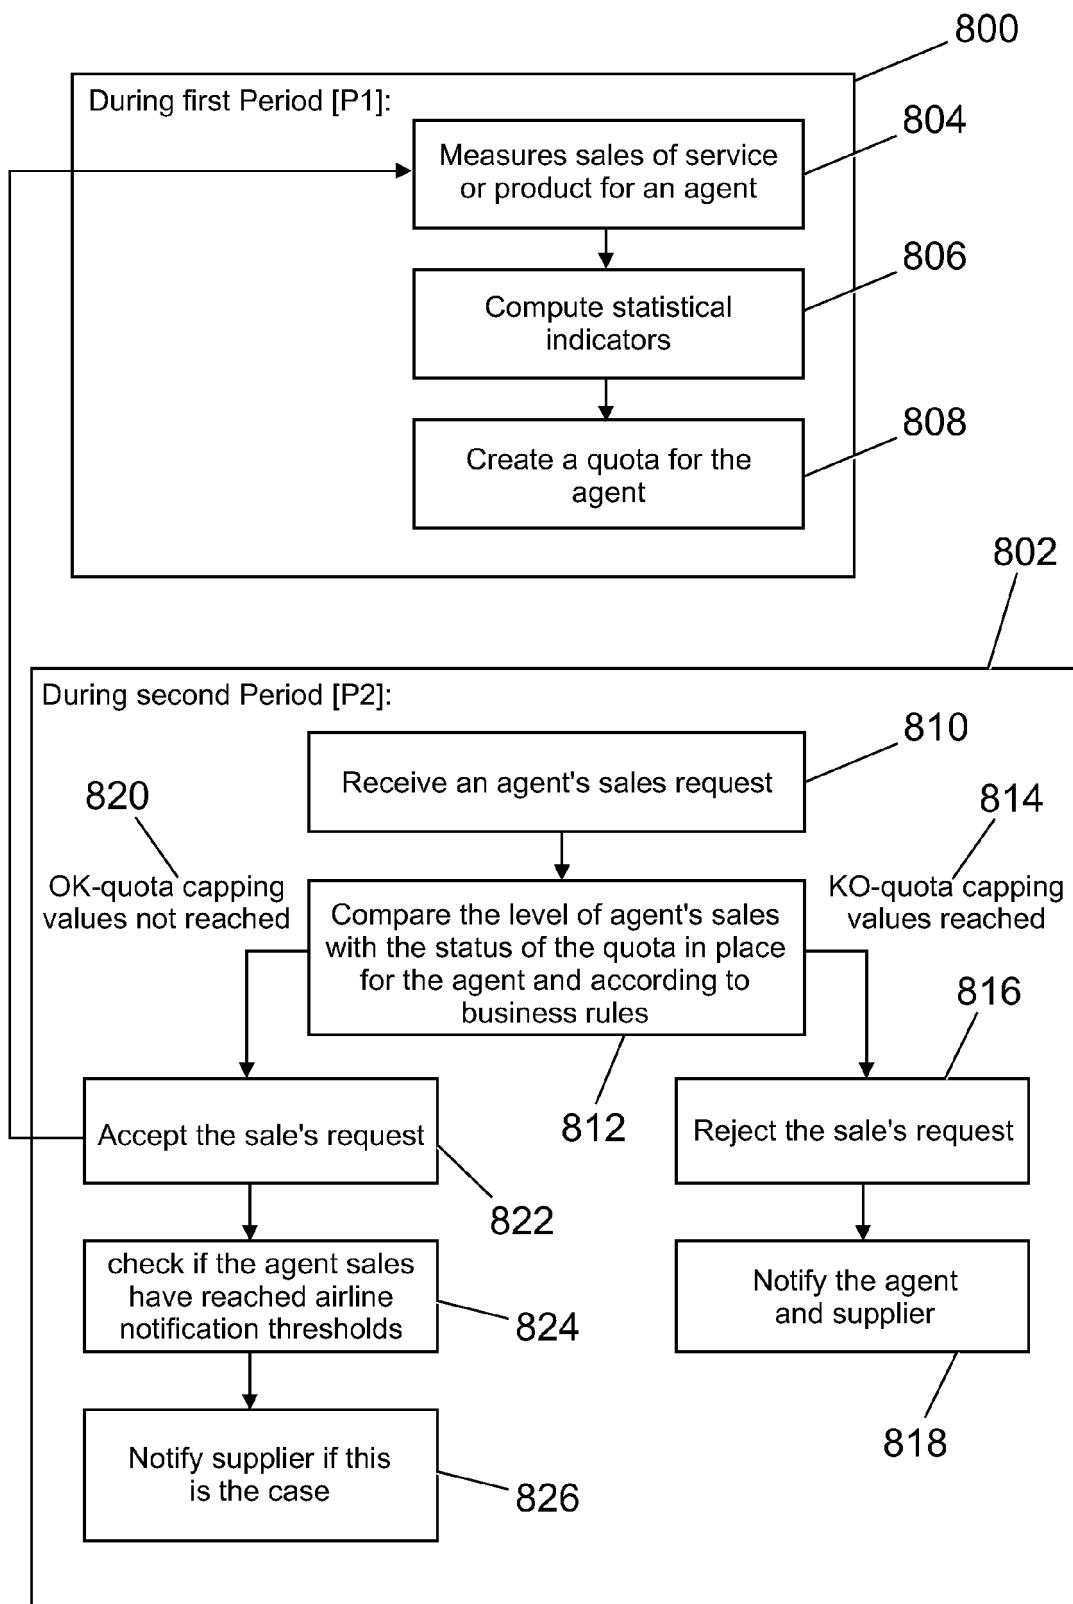 800
During first Period [P1]:
804
Measures sales of service
or product for an agent
806
Compute statistical
indicators
808
Create a quota for the
agent
802
During second Period [P2]:
810
Receive an agent's sales request
820
OK-quota capping
values not reached
814
KO-quota capping
values reached
Compare the level of agent's sales
with the status of the quota in place
for the agent and according to
business rules
812
816
Accept the sale's request
822
Reject the sale's request
check if the agent sales
have reached airline
notification thresholds
824
Notify the agent
and supplier
818
Notify supplier if this
is the case
826